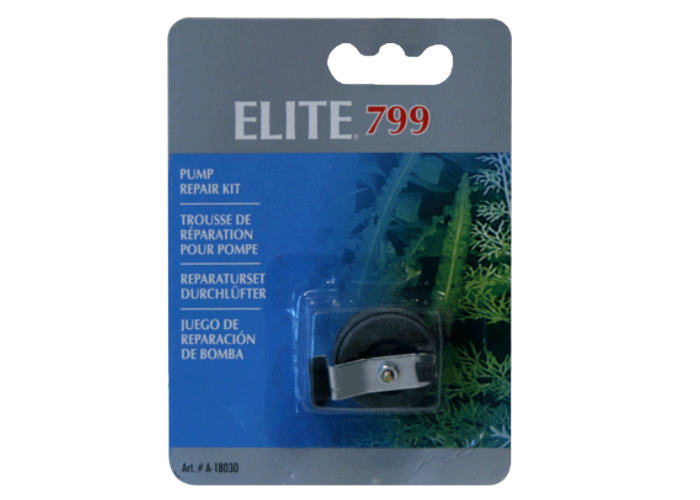 ELITE® 799
PUMP
REPAIR KIT
TROUSSE DE
RÉPARATION
POUR POMPE
REPARATURSET
DURCHLÜFTER
JUEGO DE
REPARACIÓN
DE BOMBA
Art. # A-18030